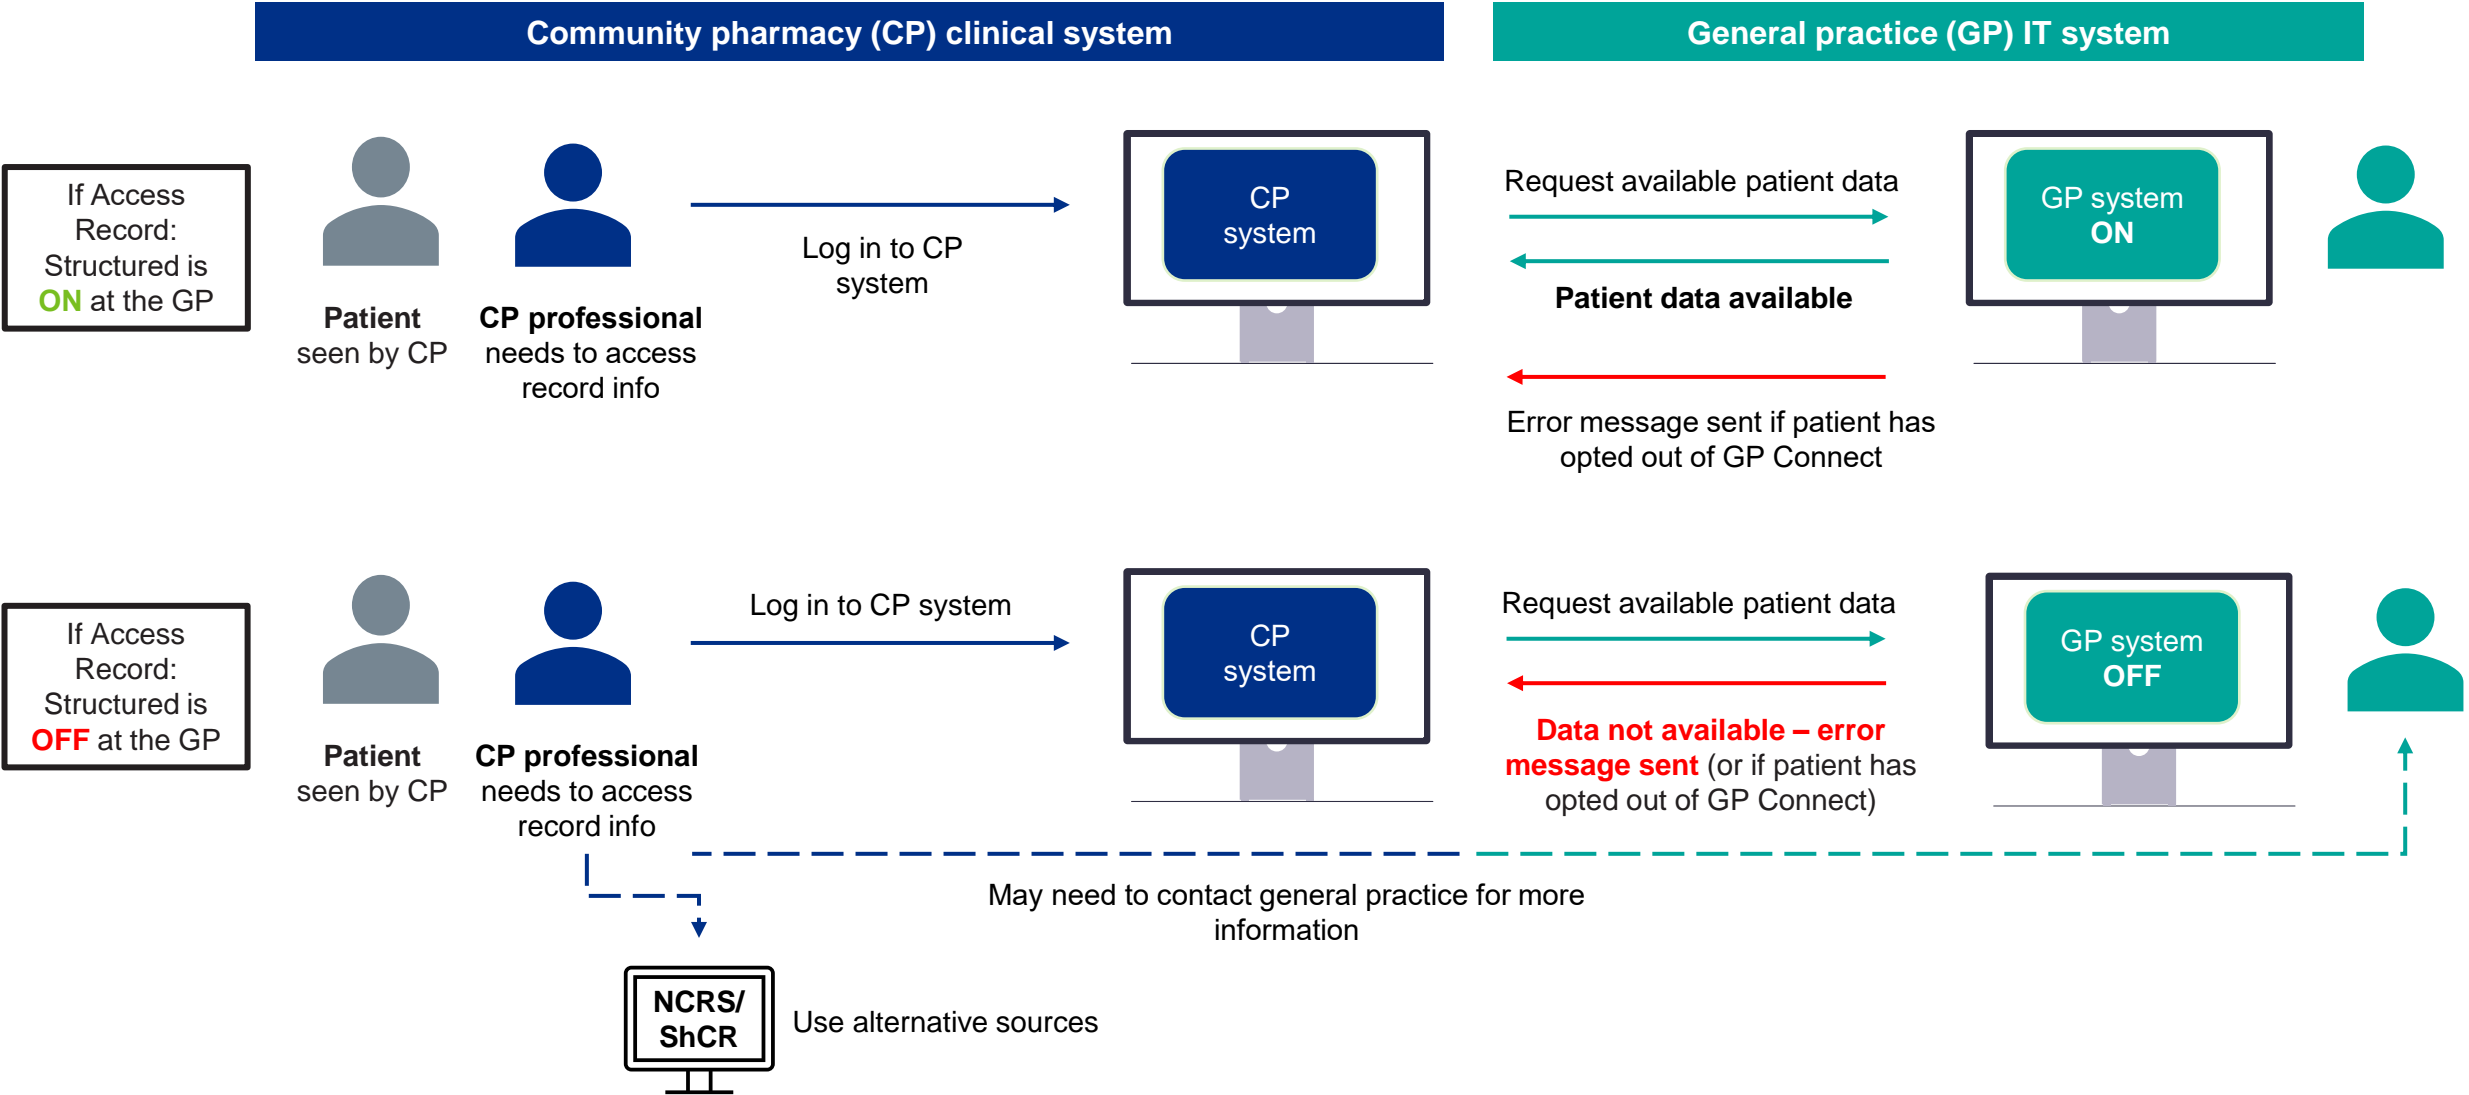 Community pharmacy (CP) clinical system
General practice (GP) IT system
If Access
Record:
Structured is
ON at the GP
Patient
seen by CP
CP professional
needs to access
record info
Log in to CP
system
CP
system
Request available patient data
Patient data available
Error message sent if patient has
opted out of GP Connect
GP system
ON
If Access
Record:
Structured is
OFF at the GP
Patient
seen by CP
CP professional
needs to access
record info
Log in to CP system
CP
system
Request available patient data
Data not available – error
message sent (or if patient has
opted out of GP Connect)
GP system
OFF
May need to contact general practice for more
information
NCRS/
ShCR
Use alternative sources